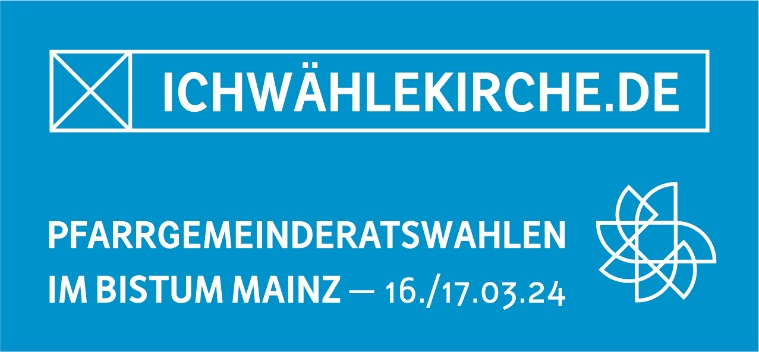 ICHWÄHLEKIRCHE.DE
PFARRGEMEINDERATSWAHLEN
IM BISTUM MAINZ — 16./17.03.24